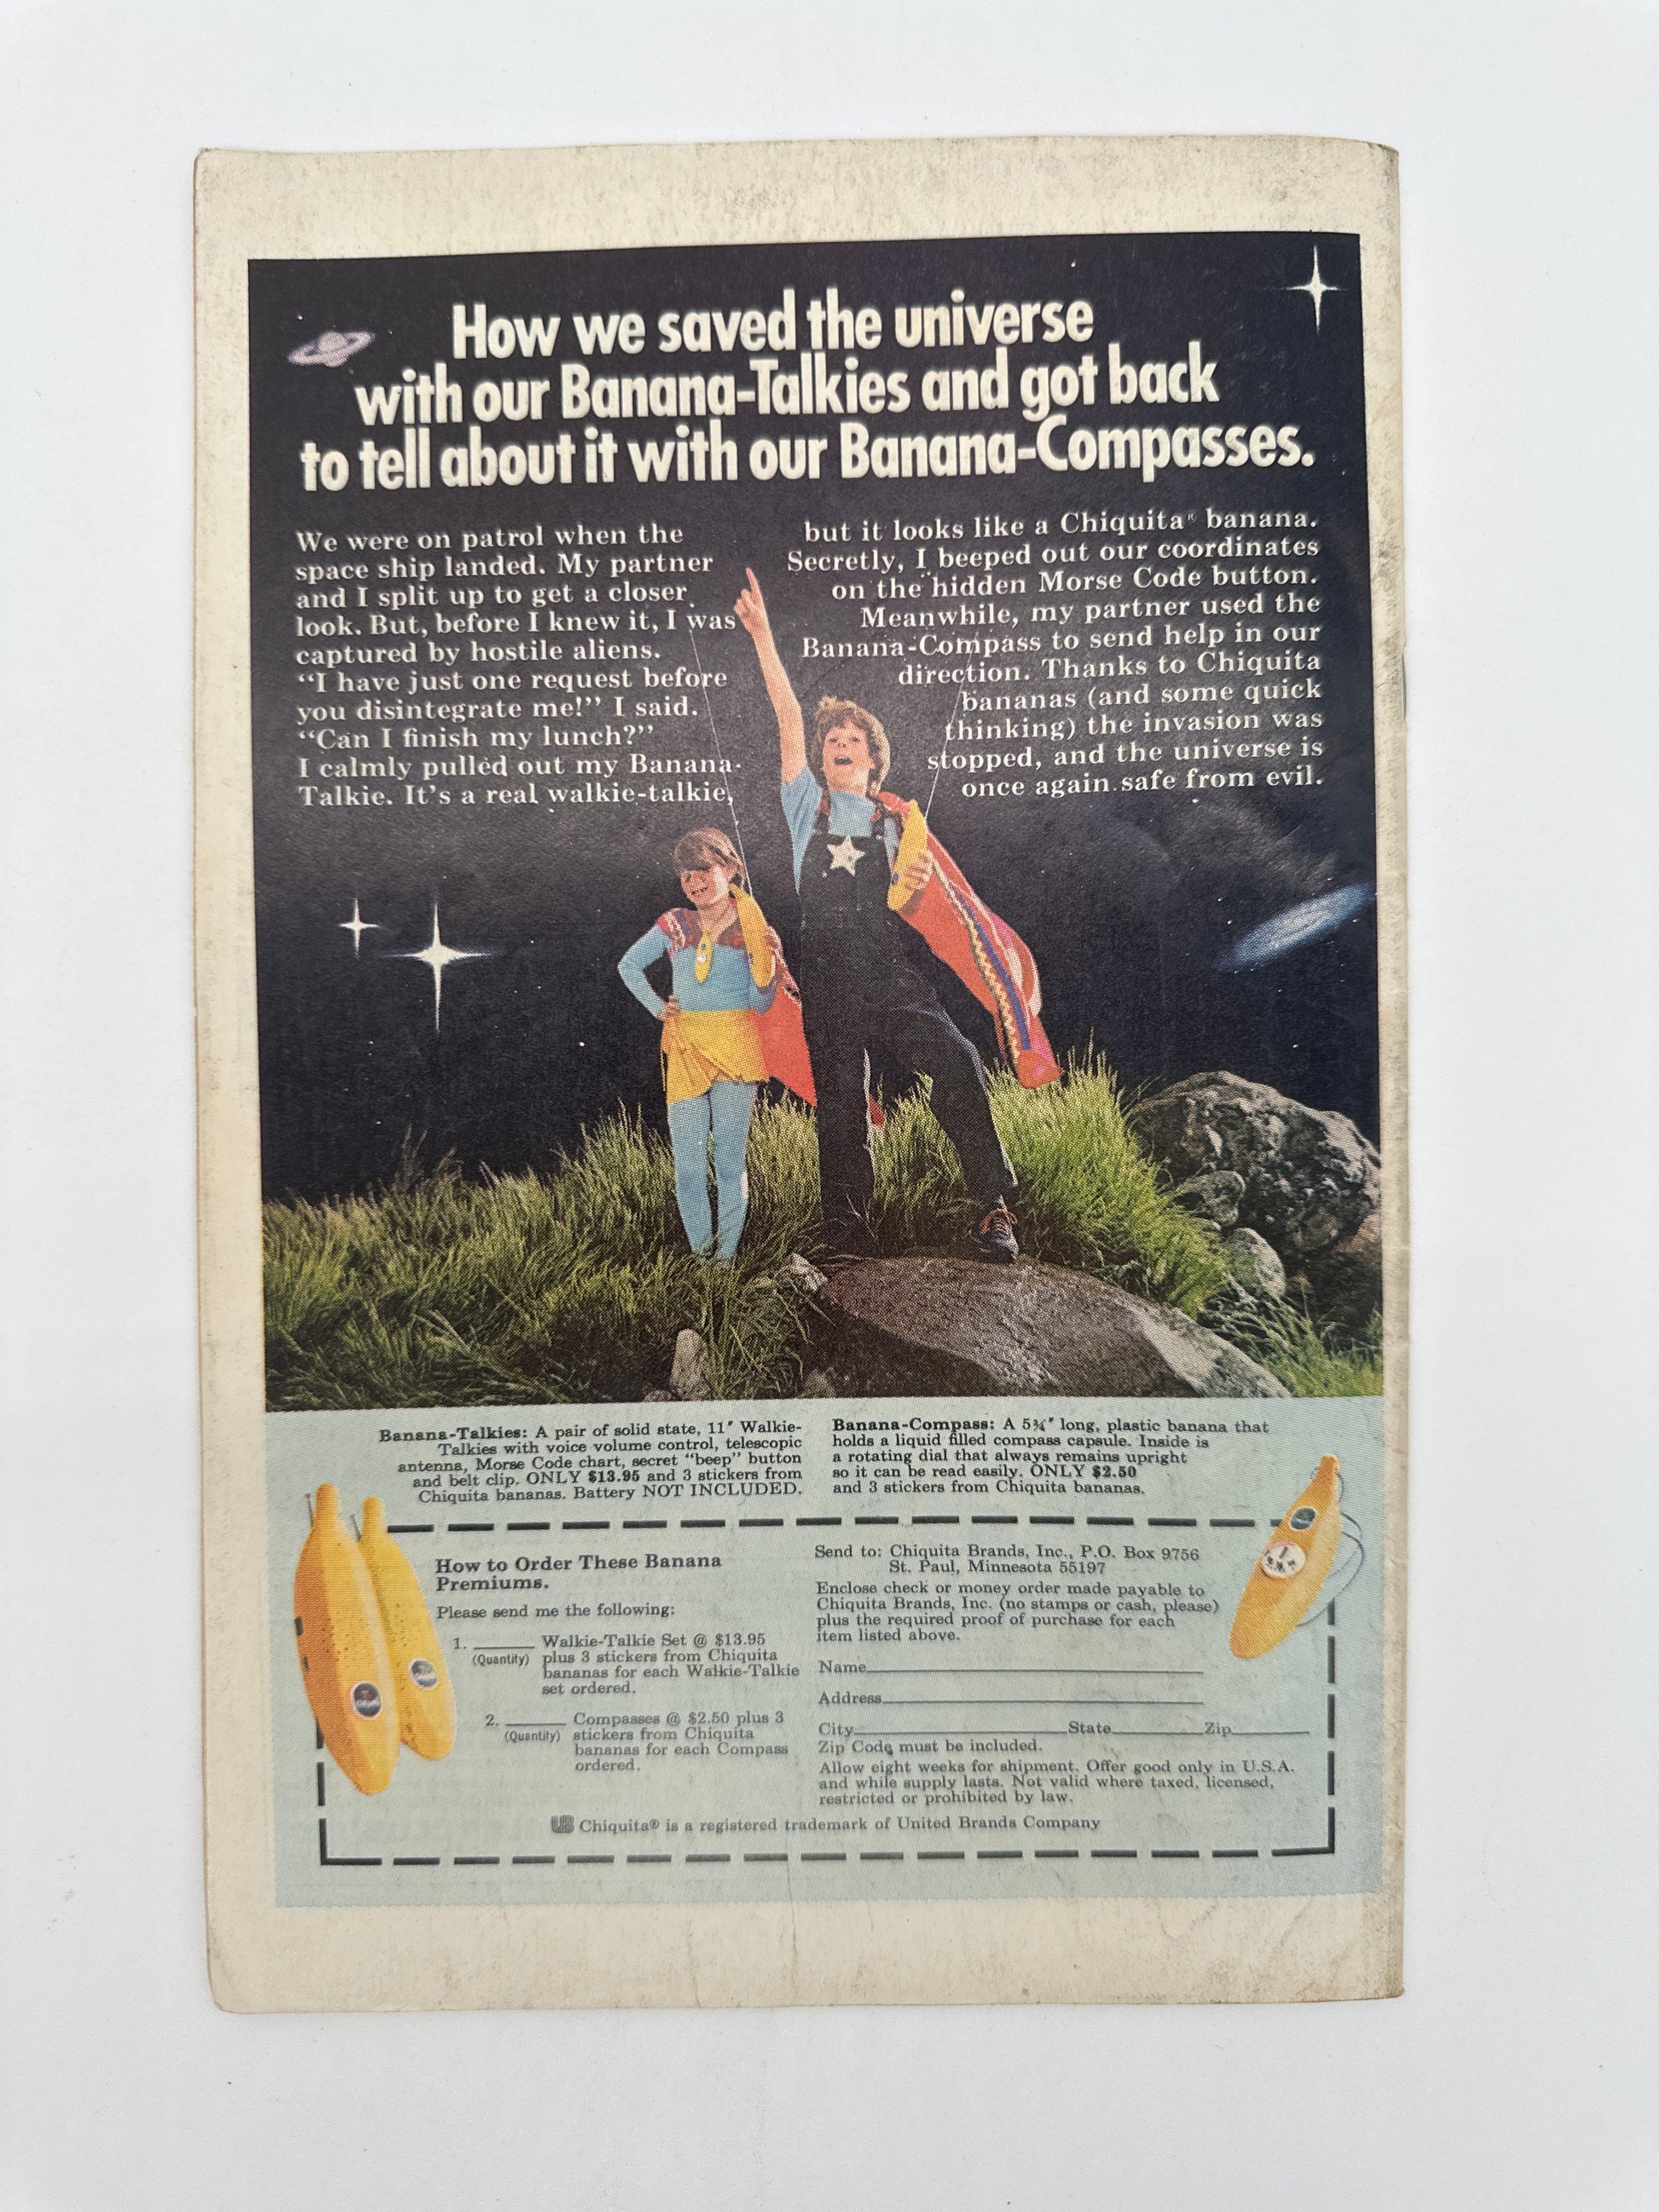 How we saved the universe
with our Banana-Talkies and got back
to tell about it with our Banana-Compasses.
We were on patrol when the
space ship landed. My partner
and I split up to get a closer
look. But, before I knew it, I was
captured by hostile aliens.
“I have just one request before
you disintegrate me!” I said.
“Can I finish my lunch?”
I calmly pulled out my Banana-
Talkie. It's a real walkie-talkie,
but it looks like a Chiquita® banana.
Secretly, I beeped out our coordinates
on the hidden Morse Code button.
Meanwhile, my partner used the
Banana-Compass to send help in our
direction. Thanks to Chiquita
bananas (and some quick
thinking) the invasion was
stopped, and the universe is
once again safe from evil.
Banana-Talkies: A pair of solid state, 11″ Walkie-
Talkies with voice volume control, telescopic
antenna, Morse Code chart, secret “beep” button
and belt clip. ONLY $13.95 and 3 stickers from
Chiquita bananas. Battery NOT INCLUDED.
Banana-Compass: A 5¾″ long, plastic banana that
holds a liquid filled compass capsule. Inside is
a rotating dial that always remains upright
so it can be read easily. ONLY $2.50
and 3 stickers from Chiquita bananas.
How to Order These Banana
Premiums.
Please send me the following:
1. ______ Walkie-Talkie Set @ $13.95
(Quantity) plus 3 stickers from Chiquita
bananas for each Walkie-Talkie
set ordered.
2. ______ Compasses @ $2.50 plus 3
(Quantity) stickers from Chiquita
bananas for each Compass
ordered.
Send to: Chiquita Brands, Inc., P.O. Box 9756
St. Paul, Minnesota 55197
Enclose check or money order made payable to
Chiquita Brands, Inc. (no stamps or cash, please)
plus the required proof of purchase for each
item listed above.
Name
Address
City State Zip
Zip Code must be included.
Allow eight weeks for shipment. Offer good only in U.S.A.
and while supply lasts. Not valid where taxed, licensed,
restricted or prohibited by law.
UB Chiquita® is a registered trademark of United Brands Company
Chiquita
Chiquita